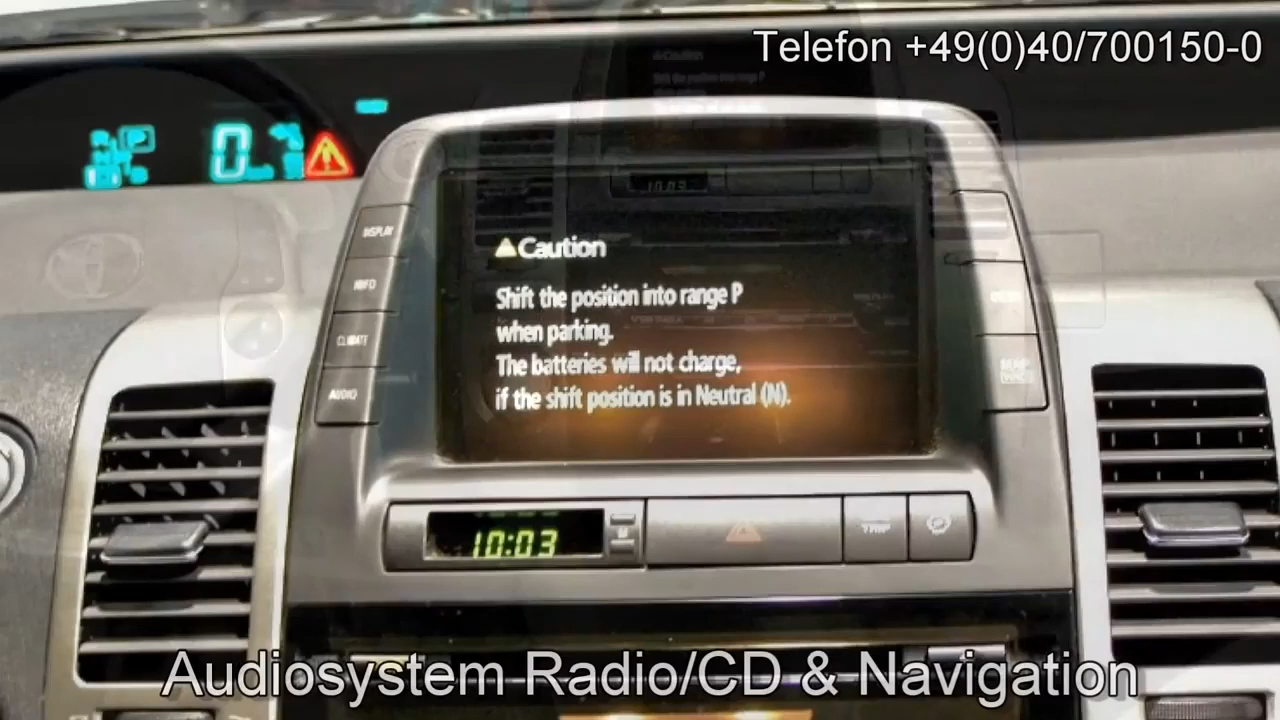 Telefon +49(0)40/700150-0
Caution
Shift the position into range P
when parking.
The batteries will not charge,
if the shift position is in Neutral (N).
DISPLAY
INFO
CLIMATE
AUDIO
10:03
TRIP
Audiosystem Radio/CD & Navigation